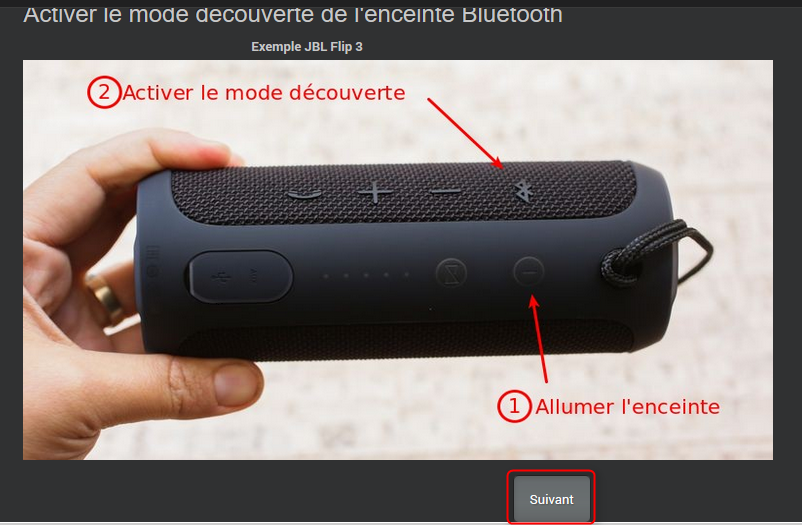 Activer le mode découverte de l'enceinte Bluetooth
Exemple JBL Flip 3
2 Activer le mode découverte
1 Allumer l'enceinte
Suivant